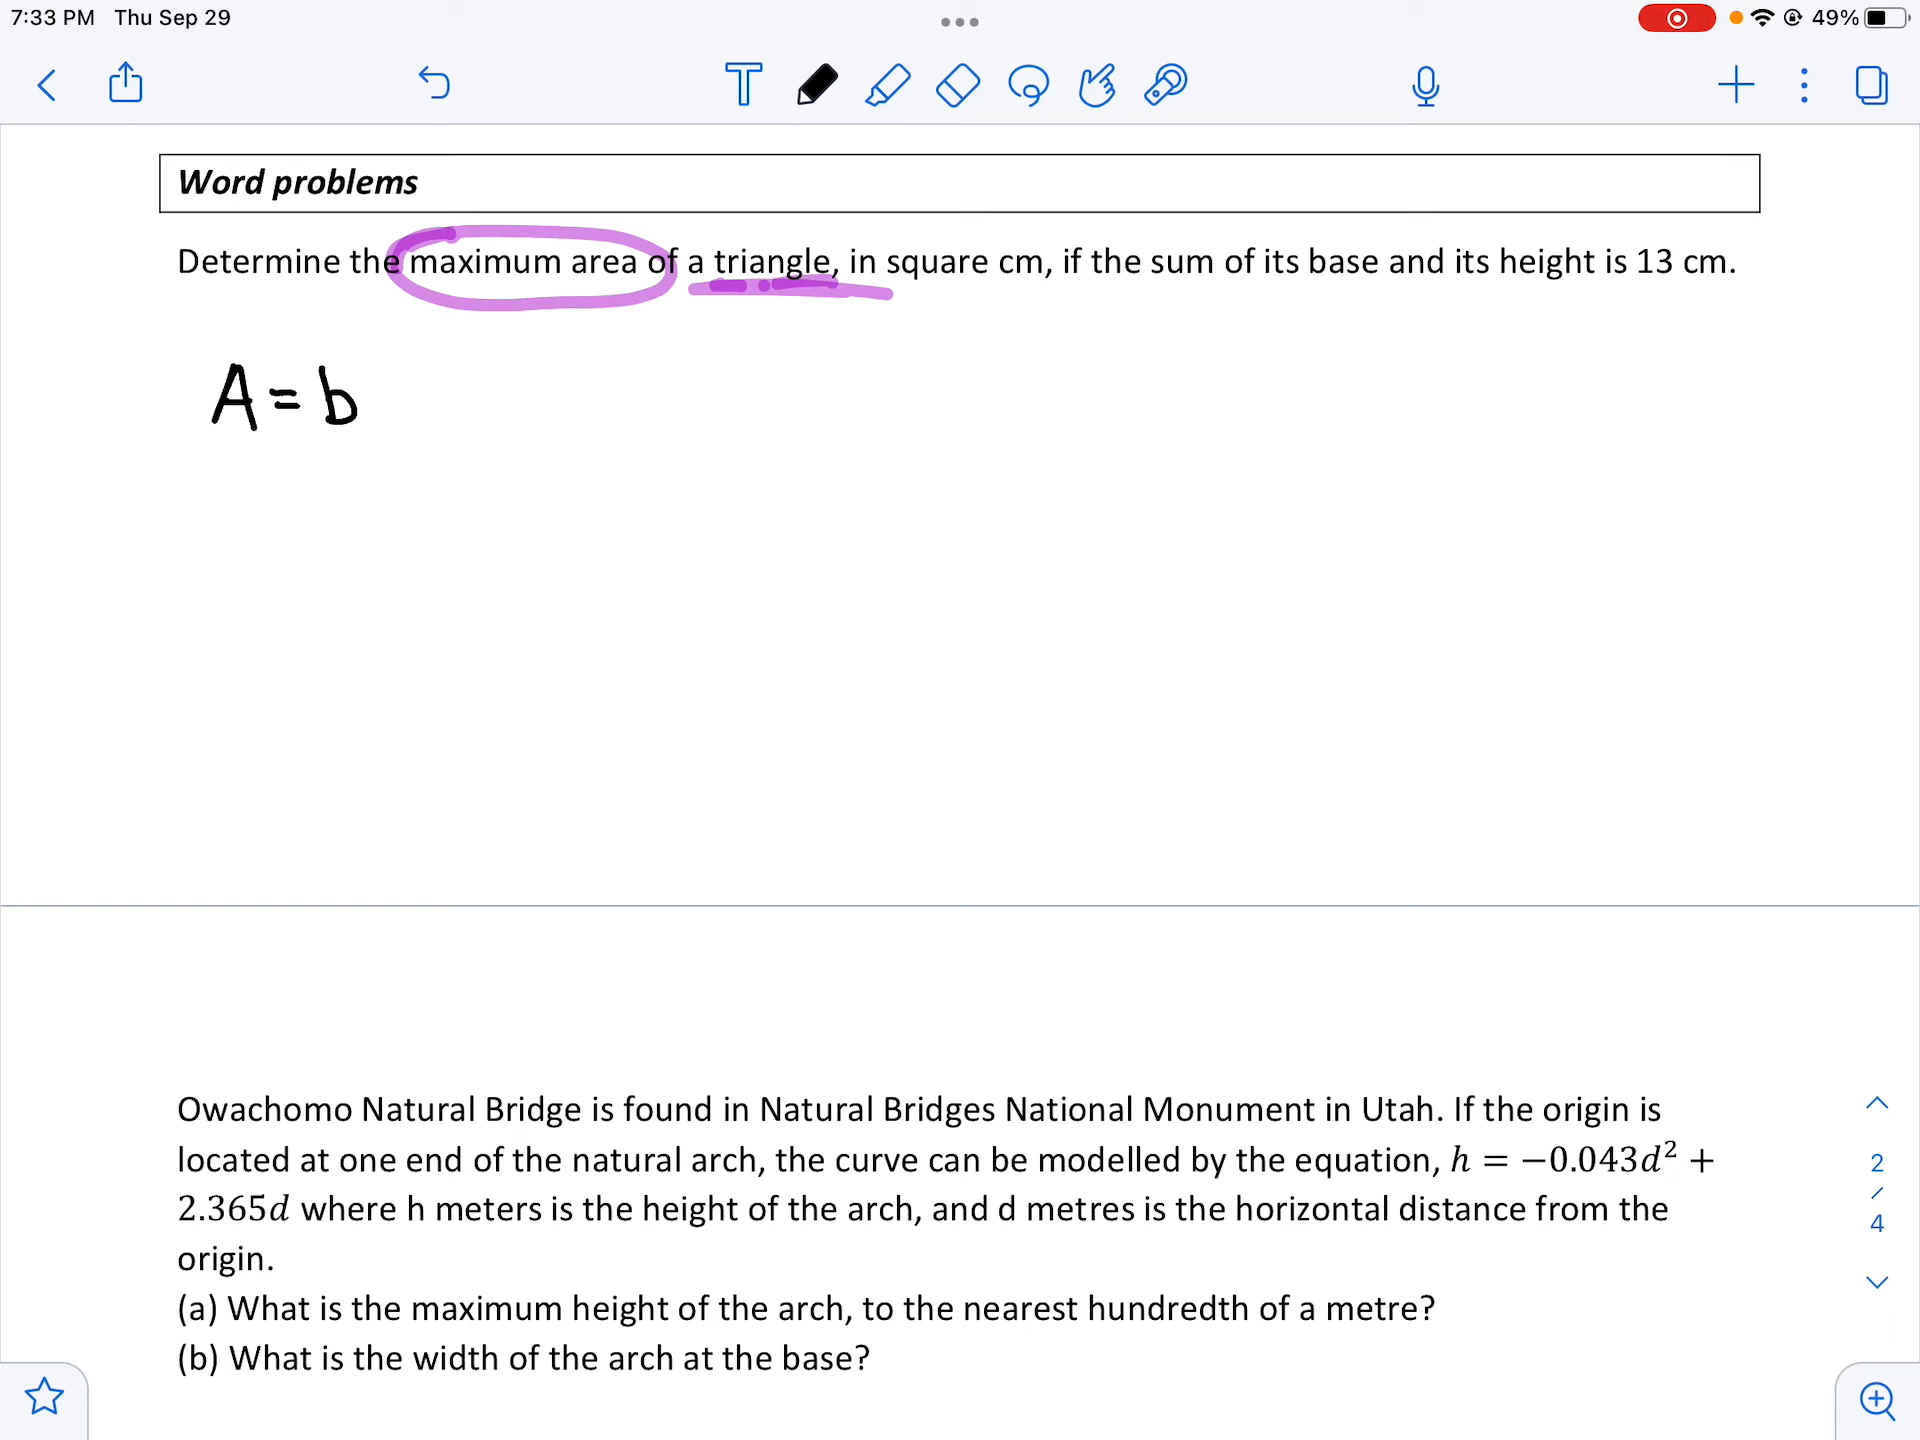 7:33 PM Thu Sep 29 49%
T
Word problems
Determine the maximum area of a triangle, in square cm, if the sum of its base and its height is 13 cm.
A = b
Owachomo Natural Bridge is found in Natural Bridges National Monument in Utah. If the origin is
located at one end of the natural arch, the curve can be modelled by the equation, h = −0.043d² +
2.365d where h meters is the height of the arch, and d metres is the horizontal distance from the
origin.
(a) What is the maximum height of the arch, to the nearest hundredth of a metre?
(b) What is the width of the arch at the base?
2
/
4